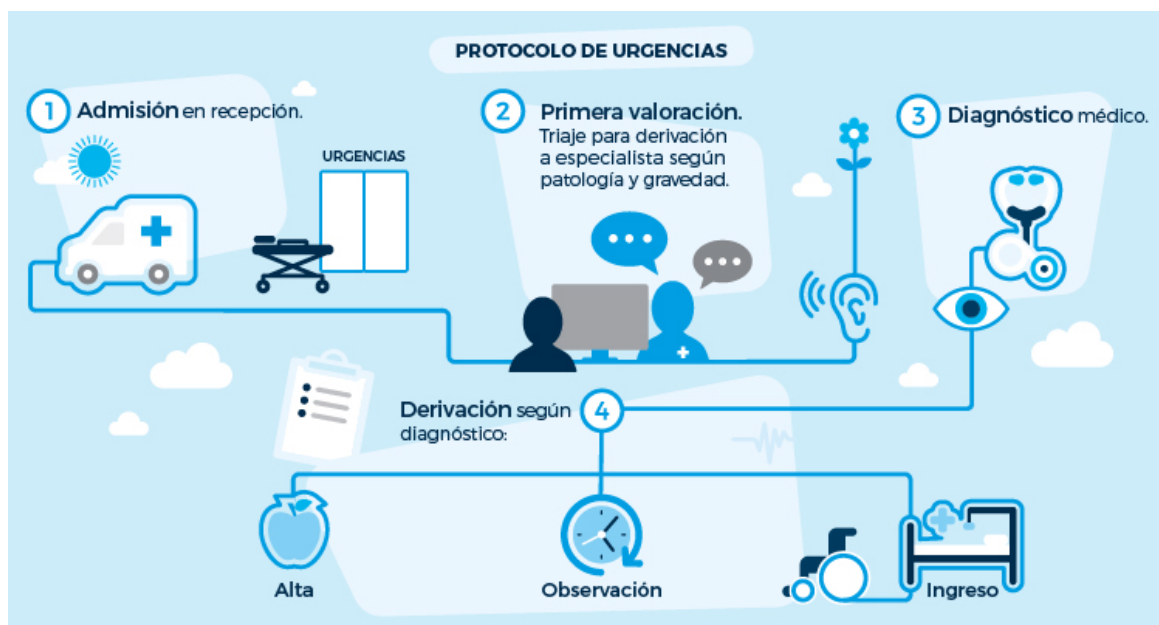 PROTOCOLO DE URGENCIAS
1 Admisión en recepción.
URGENCIAS
2 Primera valoración.
Triaje para derivación
a especialista según
patología y gravedad.
3 Diagnóstico médico.
Derivación según 4
diagnóstico:
Alta
Observación
Ingreso